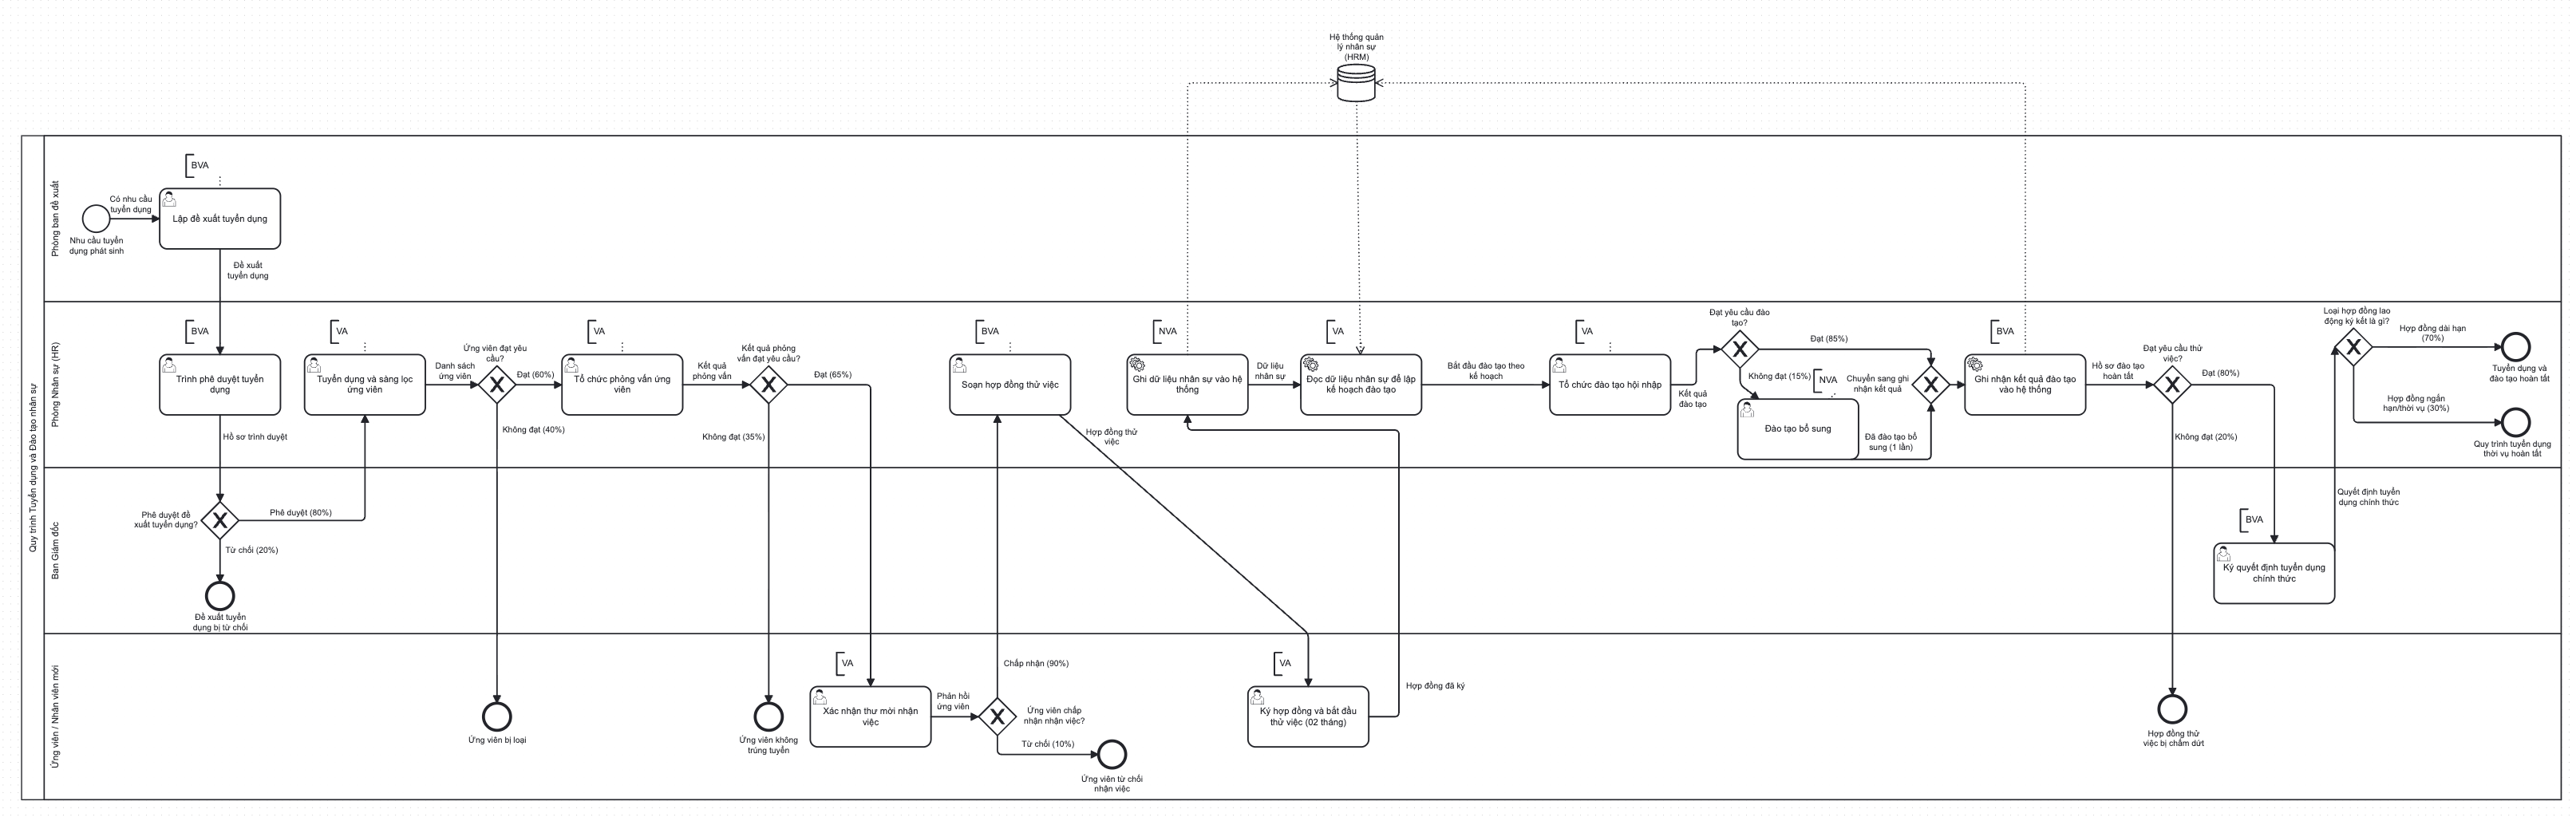 Hệ thống quản
lý nhân sự
(HRM)
Quy trình Tuyển dụng và Đào tạo nhân sự
Phòng ban đề xuất
BVA
Có nhu cầu
tuyển dụng
Lập đề xuất tuyển dụng
Nhu cầu tuyển
dụng phát sinh
Đề xuất
tuyển dụng
Phòng Nhân sự (HR)
BVA
Trình phê duyệt tuyển
dụng
Hồ sơ trình duyệt
VA
Tuyển dụng và sàng lọc
ứng viên
Danh sách
ứng viên
Ứng viên đạt yêu
cầu?
Đạt (60%)
Không đạt (40%)
VA
Tổ chức phỏng vấn ứng
viên
Kết quả
phỏng vấn
Kết quả phỏng
vấn đạt yêu cầu?
Đạt (65%)
Không đạt (35%)
BVA
Soạn hợp đồng thử việc
Hợp đồng thử
việc
NVA
Ghi dữ liệu nhân sự vào hệ
thống
Dữ liệu
nhân sự
VA
Đọc dữ liệu nhân sự để lập
kế hoạch đào tạo
Bắt đầu đào tạo theo
kế hoạch
VA
Tổ chức đào tạo hội nhập
Kết quả
đào tạo
Đạt yêu cầu đào
tạo?
Đạt (85%)
Không đạt (15%)
NVA
Đào tạo bổ sung
Đã đào tạo bổ
sung (1 lần)
Chuyển sang ghi
nhận kết quả
BVA
Ghi nhận kết quả đào tạo
vào hệ thống
Hồ sơ đào tạo
hoàn tất
Đạt yêu cầu thử
việc?
Đạt (80%)
Không đạt (20%)
Loại hợp đồng lao
động ký kết là gì?
Hợp đồng dài hạn
(70%)
Tuyển dụng và
đào tạo hoàn tất
Hợp đồng ngắn
hạn/thời vụ (30%)
Quy trình tuyển dụng
thời vụ hoàn tất
Ban Giám đốc
Phê duyệt đề
xuất tuyển dụng?
Phê duyệt (80%)
Từ chối (20%)
Đề xuất tuyển
dụng bị từ chối
BVA
Ký quyết định tuyển dụng
chính thức
Quyết định tuyển
dụng chính thức
Ứng viên / Nhân viên mới
Ứng viên bị loại
Ứng viên không
trúng tuyển
VA
Xác nhận thư mời nhận
việc
Phản hồi
ứng viên
Chấp nhận (90%)
Ứng viên chấp
nhận nhận việc?
Từ chối (10%)
Ứng viên từ chối
nhận việc
VA
Ký hợp đồng và bắt đầu
thử việc (02 tháng)
Hợp đồng đã ký
Hợp đồng thử
việc bị chấm dứt